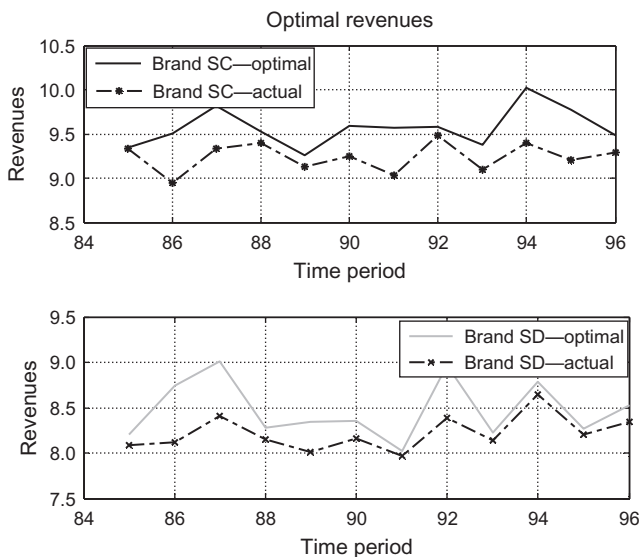 Optimal revenues
10.5
10.0
9.5
9.0
8.5
Revenues
Brand SC—optimal
Brand SC—actual
84 86 88 90 92 94 96
Time period
9.5
9.0
8.5
8.0
7.5
Revenues
Brand SD—optimal
Brand SD—actual
84 86 88 90 92 94 96
Time period